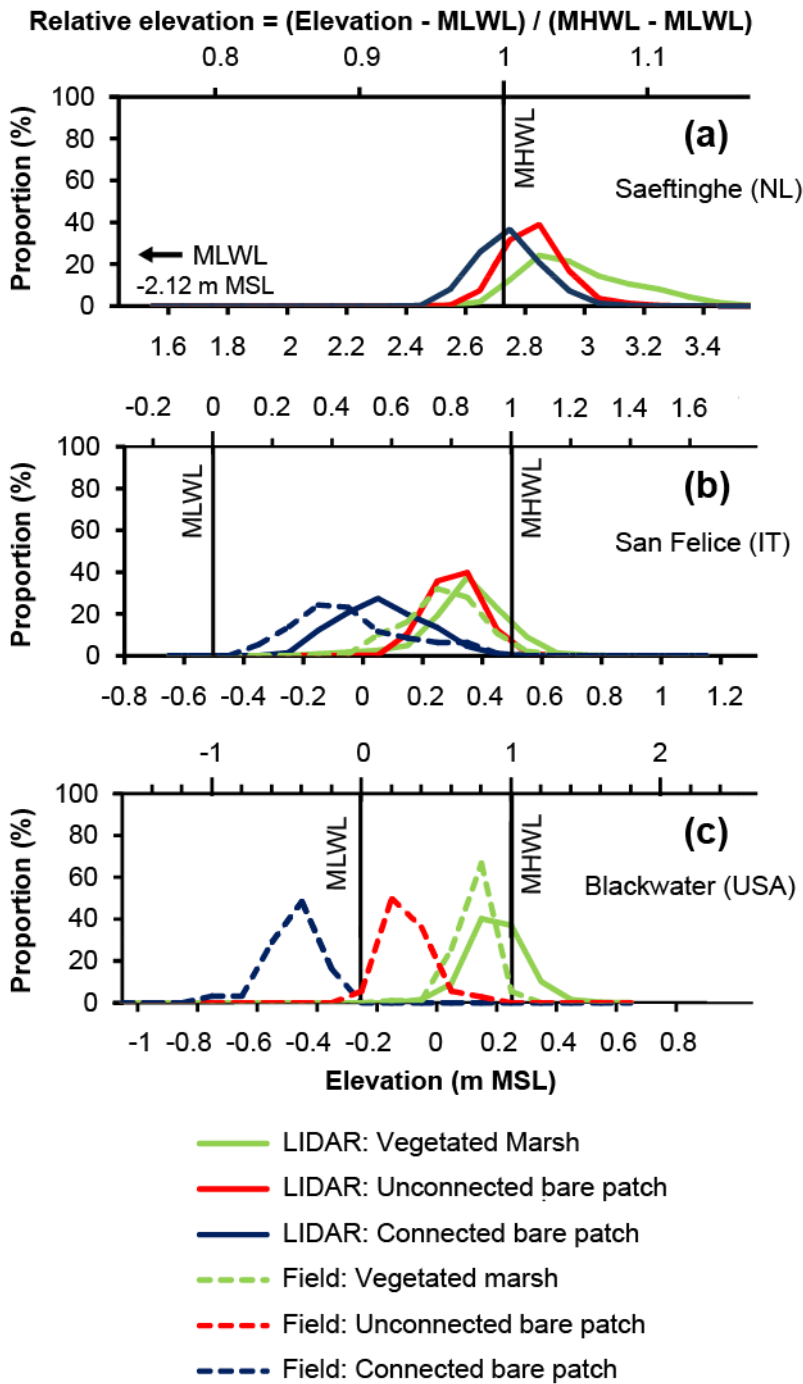 Relative elevation = (Elevation - MLWL) / (MHWL - MLWL)
0.8 0.9 1 1.1
100
80
60
40
20
0
Proportion (%)
(a)
MHWL
Saeftinghe (NL)
MLWL
-2.12 m MSL
1.6 1.8 2 2.2 2.4 2.6 2.8 3 3.2 3.4
-0.2 0 0.2 0.4 0.6 0.8 1 1.2 1.4 1.6
100
80
60
40
20
0
Proportion (%)
MLWL
MHWL
(b)
San Felice (IT)
-0.8 -0.6 -0.4 -0.2 0 0.2 0.4 0.6 0.8 1 1.2
-1 0 1 2
100
80
60
40
20
0
Proportion (%)
MLWL
MHWL
(c)
Blackwater (USA)
-1 -0.8 -0.6 -0.4 -0.2 0 0.2 0.4 0.6 0.8
Elevation (m MSL)
LIDAR: Vegetated Marsh
LIDAR: Unconnected bare patch
LIDAR: Connected bare patch
Field: Vegetated marsh
Field: Unconnected bare patch
Field: Connected bare patch